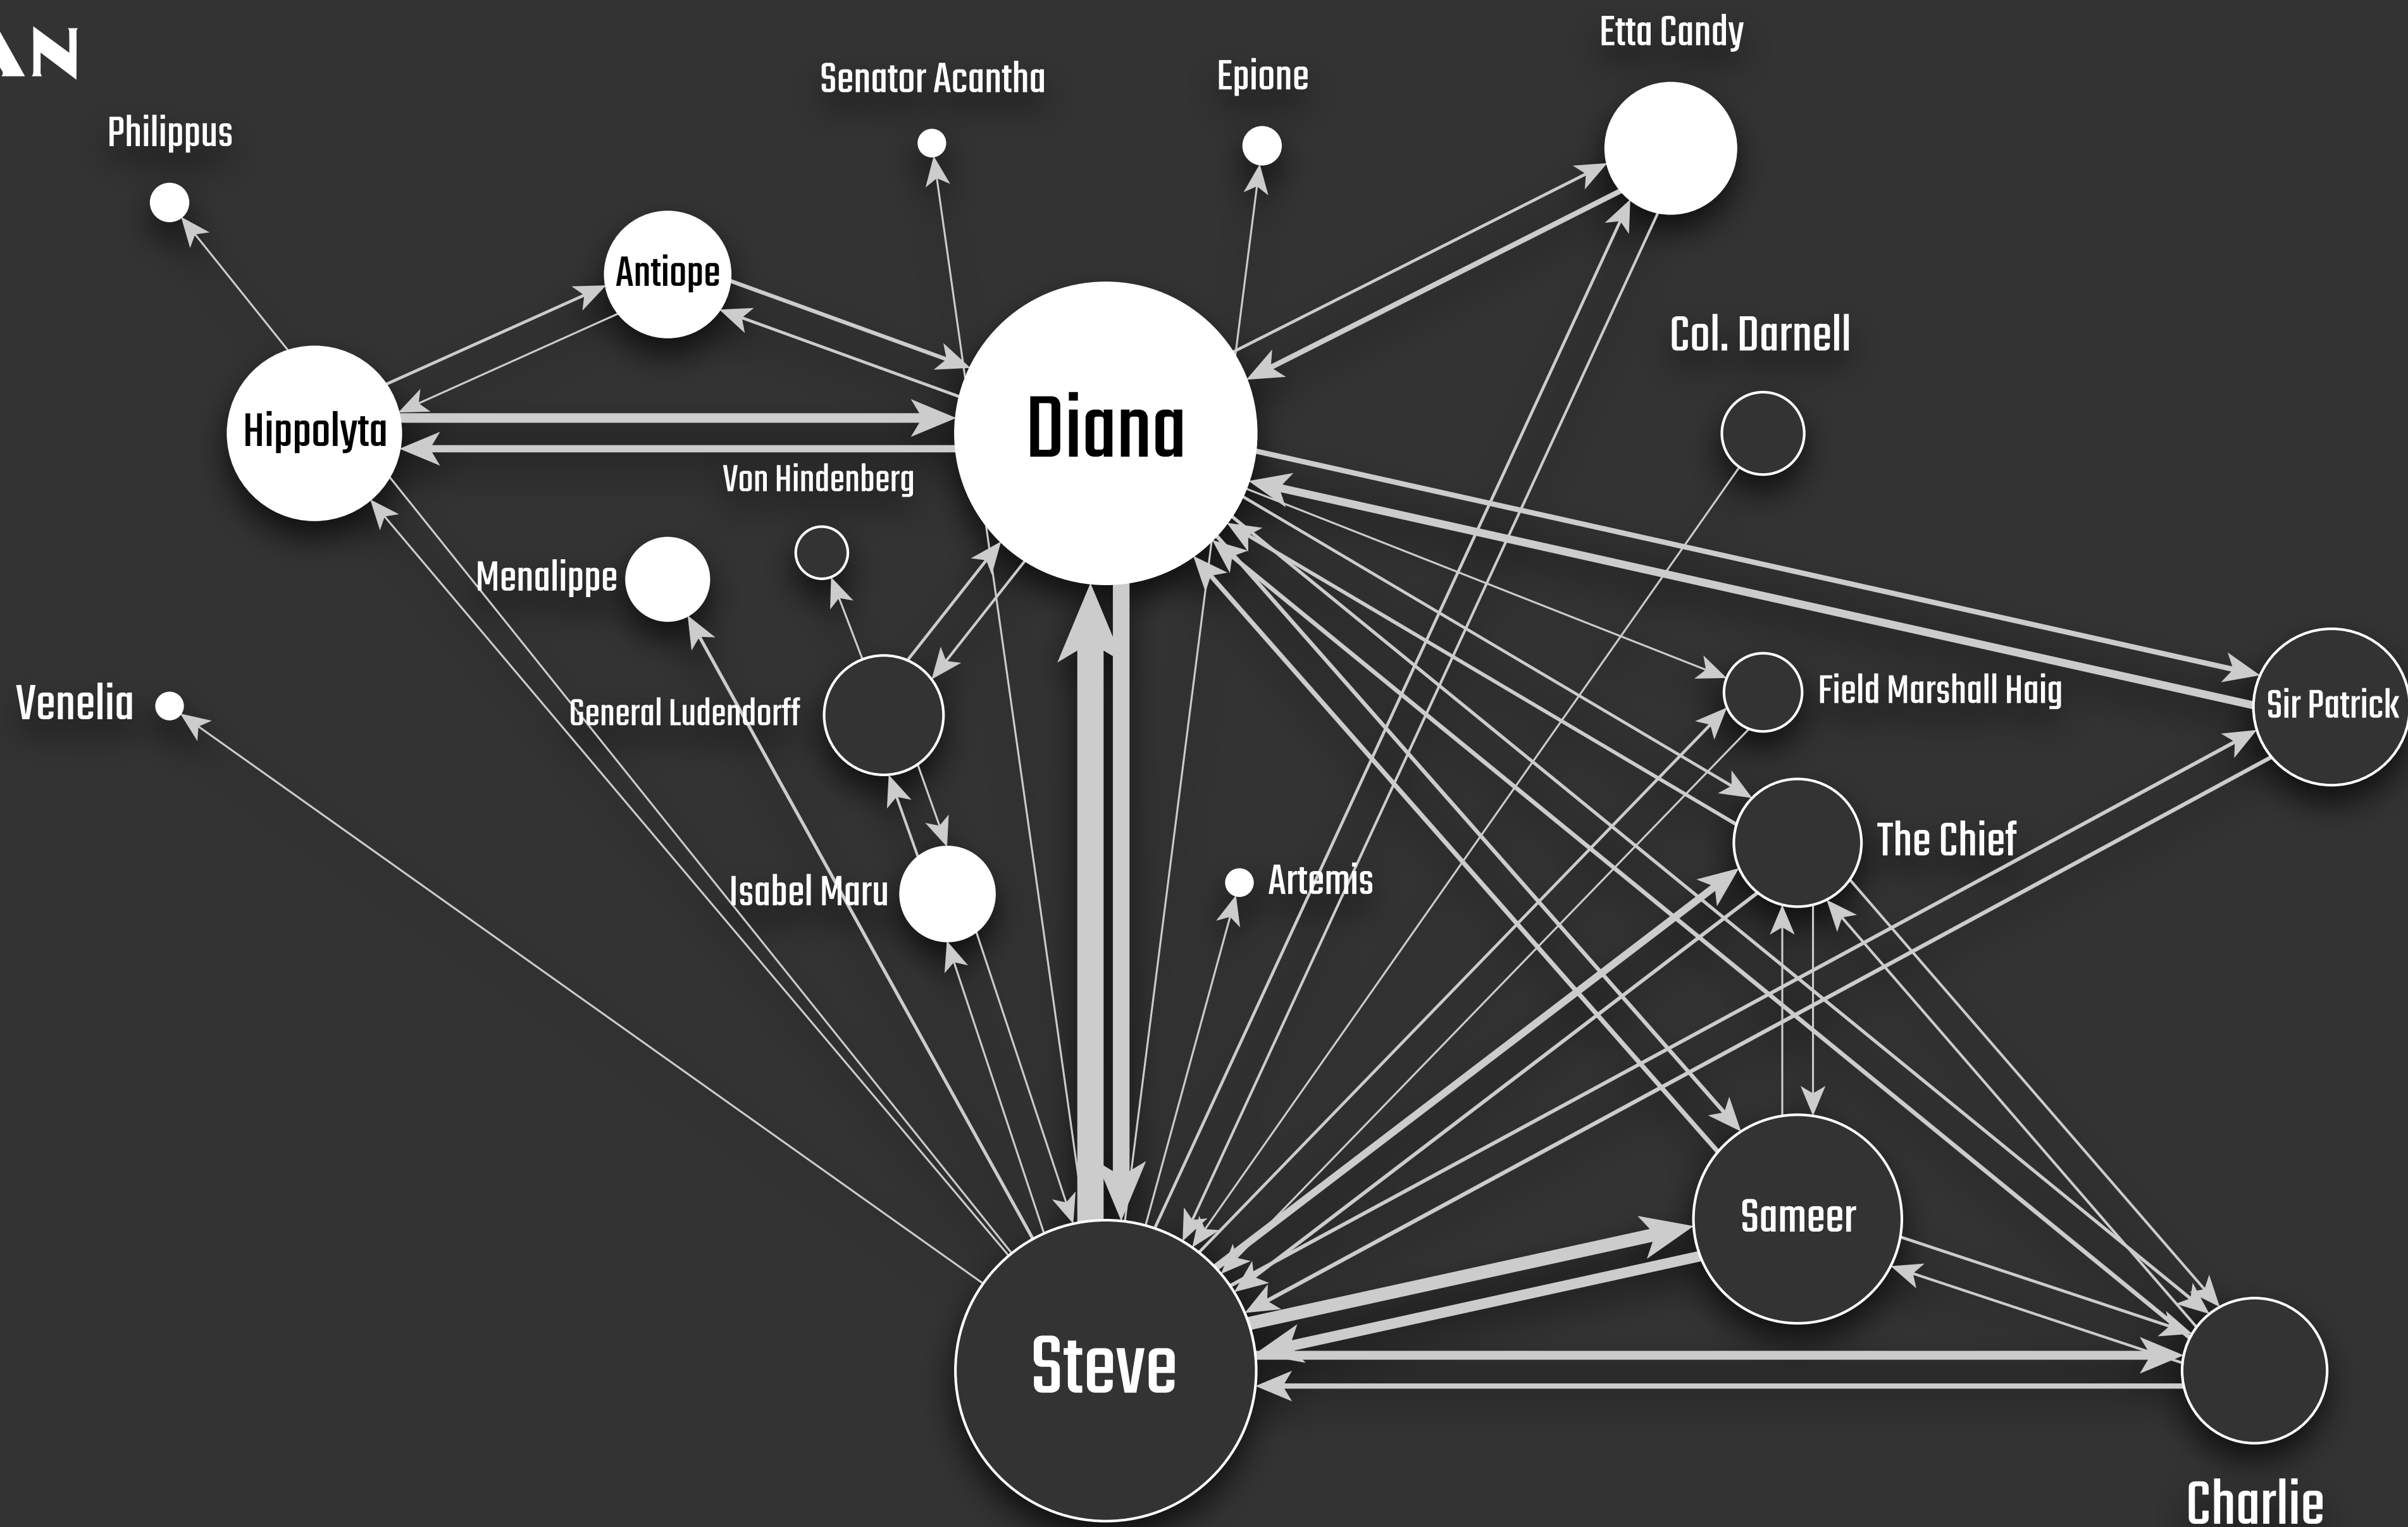 AN
Etta Candy
Senator Acantha
Epione
Philippus
Antiope
Col. Darnell
Diana
Hippolyta
Von Hindenberg
Menalippe
Field Marshall Haig
Venelia
General Ludendorff
Sir Patrick
The Chief
Isabel Maru
Artemis
Sameer
Steve
Charlie